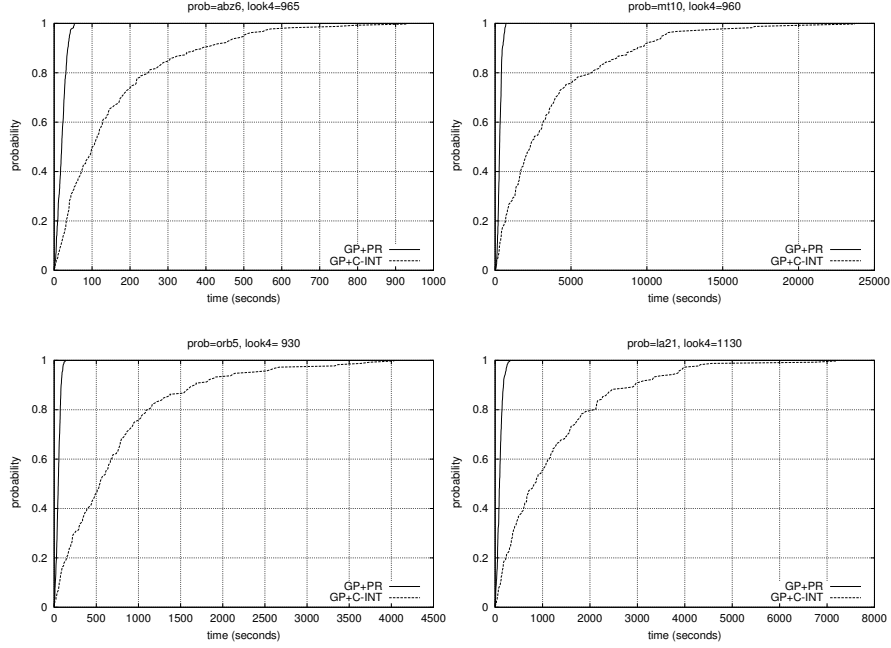 prob=abz6, look4=965
1
0.8
0.6
0.4
0.2
0
probability
0 100 200 300 400 500 600 700 800 900 1000
time (seconds)
GP+PR
GP+C-INT
prob=mt10, look4=960
1
0.8
0.6
0.4
0.2
0
probability
0 5000 10000 15000 20000 25000
time (seconds)
GP+PR
GP+C-INT
prob=orb5, look4= 930
1
0.8
0.6
0.4
0.2
0
probability
0 500 1000 1500 2000 2500 3000 3500 4000 4500
time (seconds)
GP+PR
GP+C-INT
prob=la21, look4=1130
1
0.8
0.6
0.4
0.2
0
probability
0 1000 2000 3000 4000 5000 6000 7000 8000
time (seconds)
GP+PR
GP+C-INT